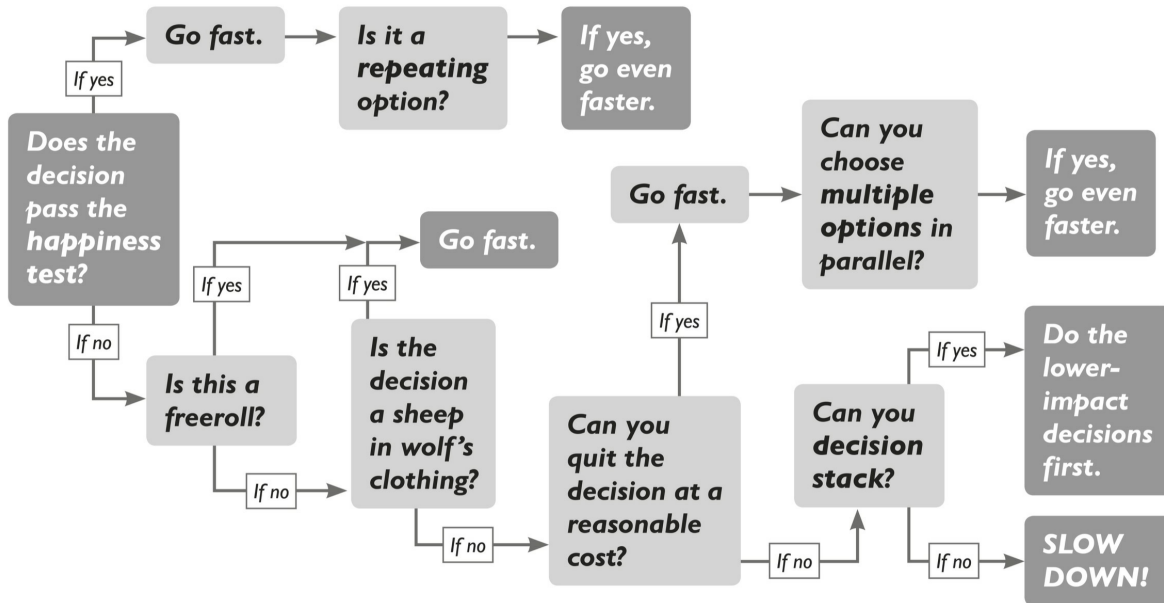 Does the
decision
pass the
happiness
test?
If yes
Go fast.
Is it a
repeating
option?
If yes,
go even
faster.
If no
Is this a
freeroll?
If yes
Go fast.
If no
Is the
decision
a sheep
in wolf's
clothing?
If yes
If no
Can you
quit the
decision at a
reasonable
cost?
If yes
Go fast.
Can you
choose
multiple
options in
parallel?
If yes,
go even
faster.
If no
Can you
decision
stack?
If yes
Do the
lower-
impact
decisions
first.
If no
SLOW
DOWN!